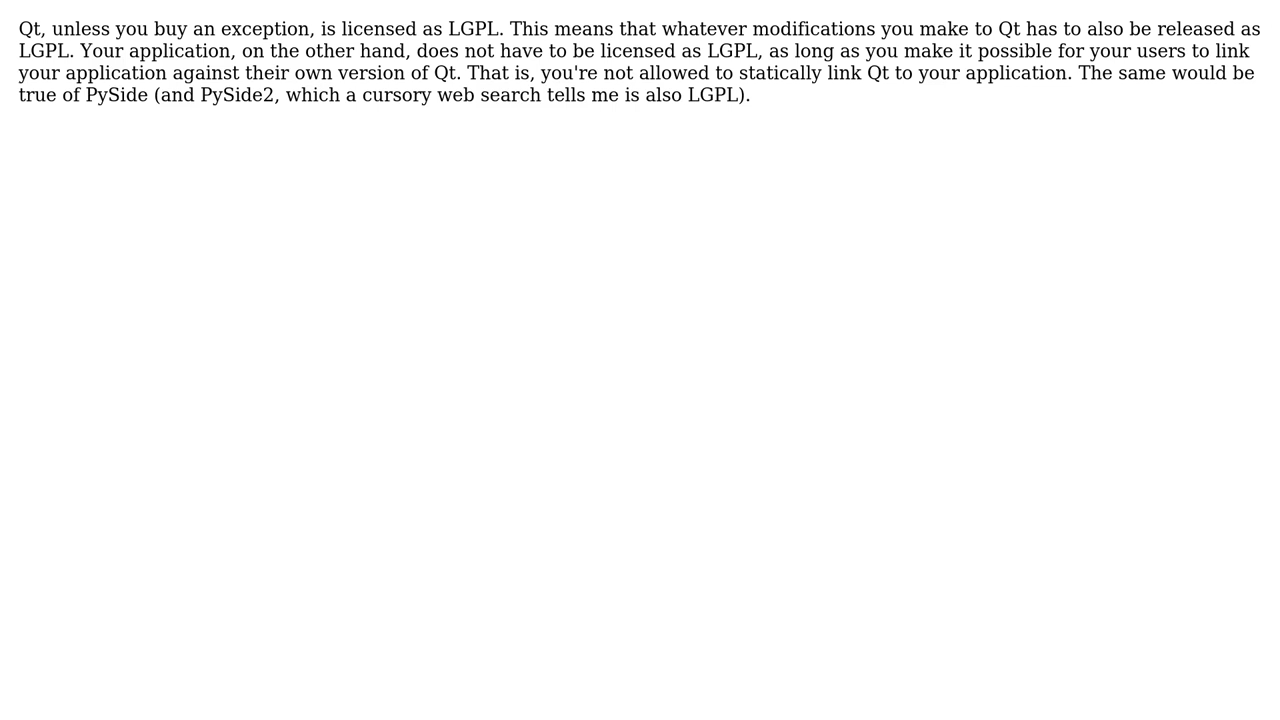 Qt, unless you buy an exception, is licensed as LGPL. This means that whatever modifications you make to Qt has to also be released as
LGPL. Your application, on the other hand, does not have to be licensed as LGPL, as long as you make it possible for your users to link
your application against their own version of Qt. That is, you're not allowed to statically link Qt to your application. The same would be
true of PySide (and PySide2, which a cursory web search tells me is also LGPL).